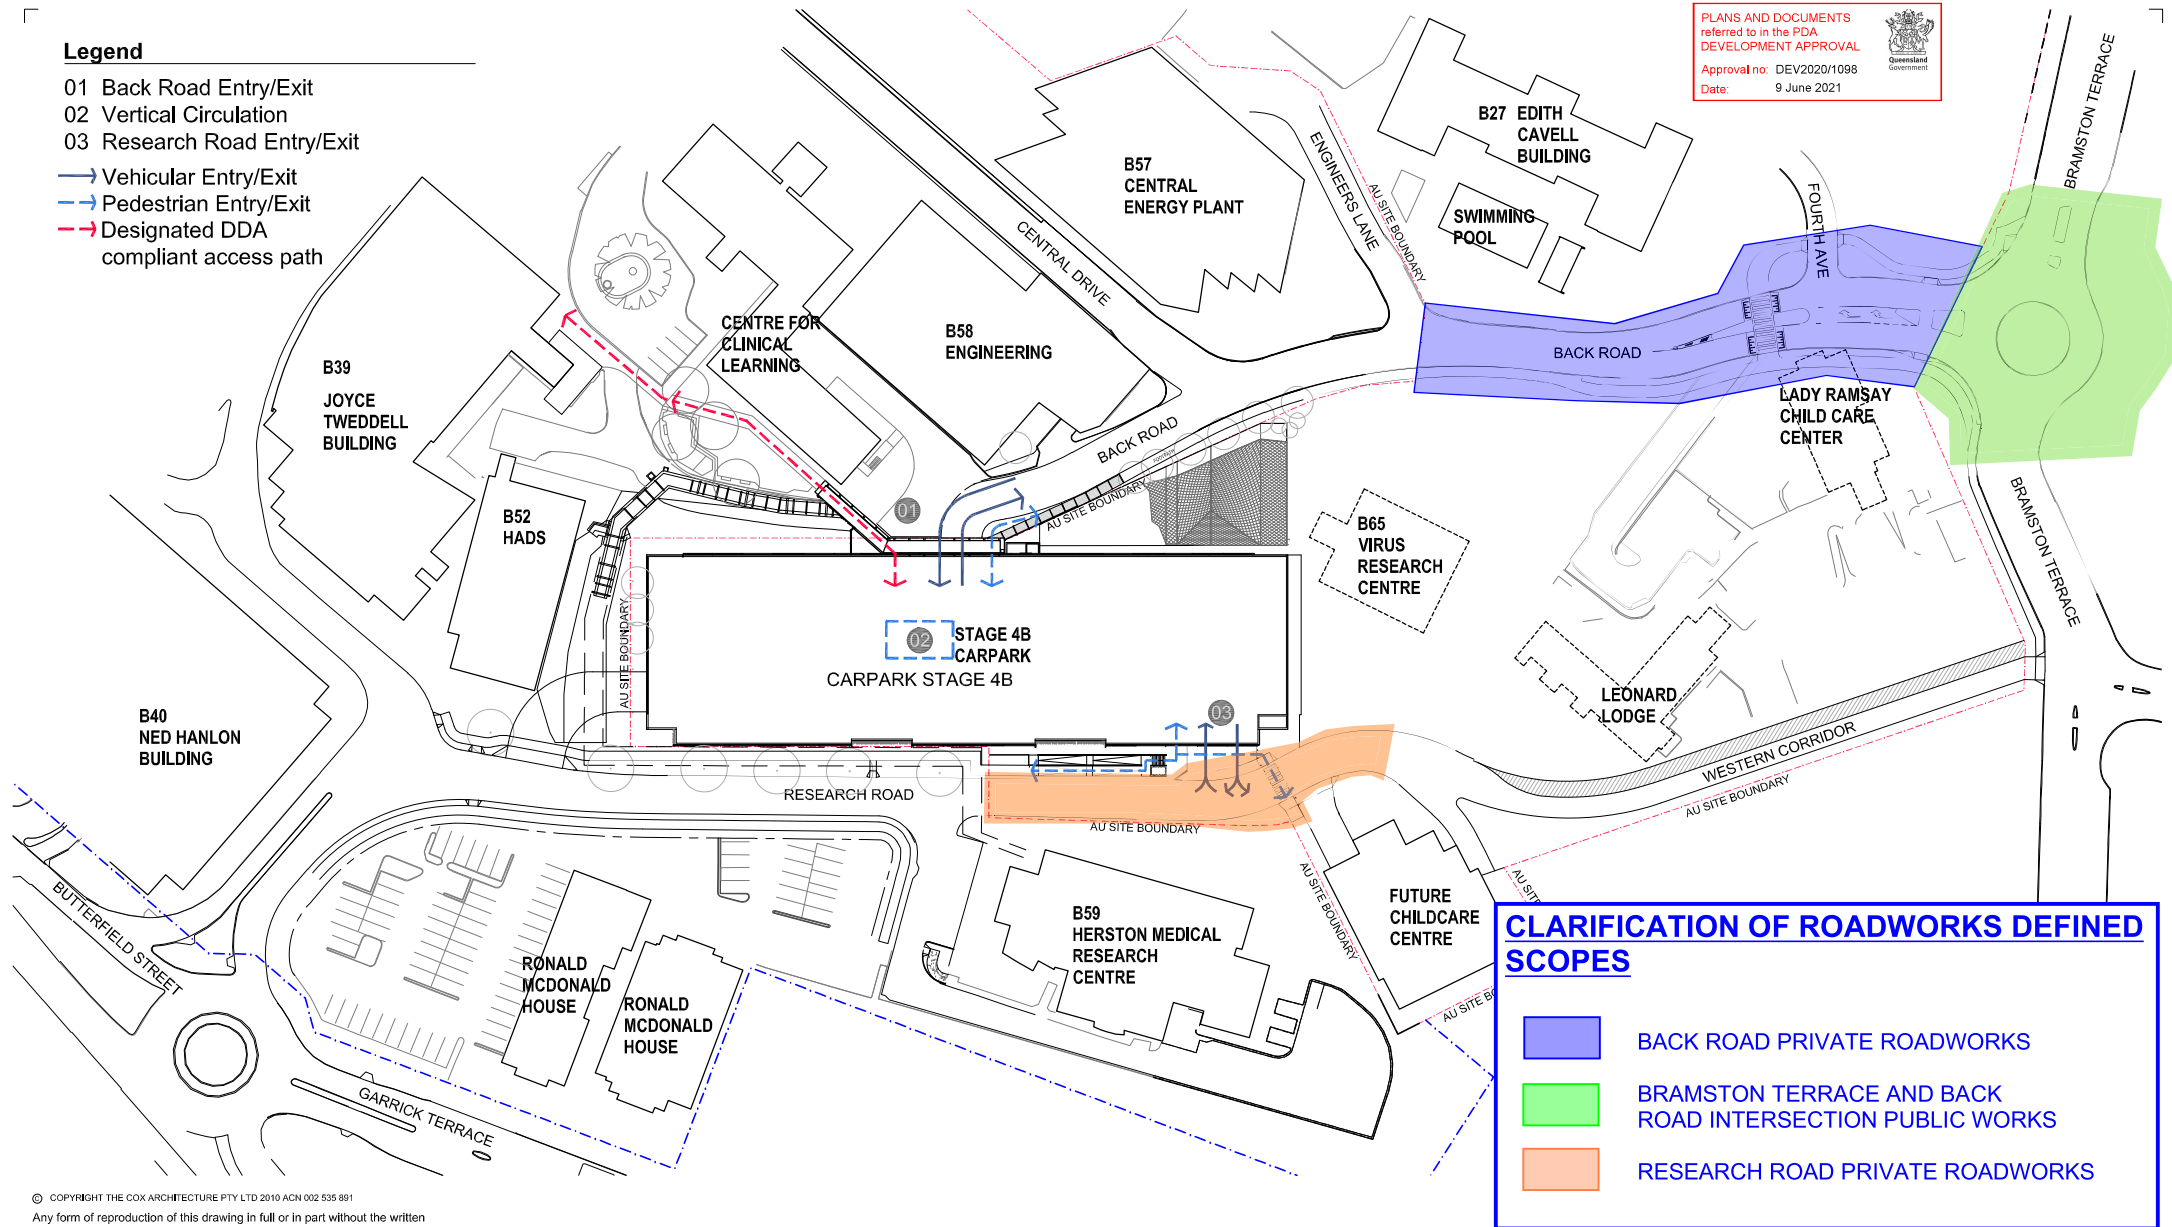 Legend
01 Back Road Entry/Exit
02 Vertical Circulation
03 Research Road Entry/Exit
Vehicular Entry/Exit
Pedestrian Entry/Exit
Designated DDA
compliant access path
PLANS AND DOCUMENTS
referred to in the PDA
DEVELOPMENT APPROVAL
Approval no: DEV2020/1098
Date: 9 June 2021
Queensland
Government
B27 EDITH
CAVELL
BUILDING
BRAMSTON TERRACE
B57
CENTRAL
ENERGY PLANT
ENGINEERS LANE
AU SITE BOUNDARY
SWIMMING
POOL
FOURTH AVE
CENTRAL DRIVE
CENTRE FOR
CLINICAL
LEARNING
B58
ENGINEERING
BACK ROAD
B39
JOYCE
TWEDDELL
BUILDING
LADY RAMSAY
CHILD CARE
CENTER
BACK ROAD
AU SITE BOUNDARY
B52
HADS
01
B65
VIRUS
RESEARCH
CENTRE
BRAMSTON TERRACE
AU SITE BOUNDARY
02
STAGE 4B
CARPARK
CARPARK STAGE 4B
03
LEONARD
LODGE
B40
NED HANLON
BUILDING
WESTERN CORRIDOR
AU SITE BOUNDARY
RESEARCH ROAD
AU SITE BOUNDARY
BUTTERFIELD STREET
AU SITE BOUNDARY
AU SITE
FUTURE
CHILDCARE
CENTRE
B59
HERSTON MEDICAL
RESEARCH
CENTRE
RONALD
MCDONALD
HOUSE
RONALD
MCDONALD
HOUSE
AU SITE BO
GARRICK TERRACE
CLARIFICATION OF ROADWORKS DEFINED
SCOPES
BACK ROAD PRIVATE ROADWORKS
BRAMSTON TERRACE AND BACK
ROAD INTERSECTION PUBLIC WORKS
RESEARCH ROAD PRIVATE ROADWORKS
© COPYRIGHT THE COX ARCHITECTURE PTY LTD 2010 ACN 002 535 891
Any form of reproduction of this drawing in full or in part without the written